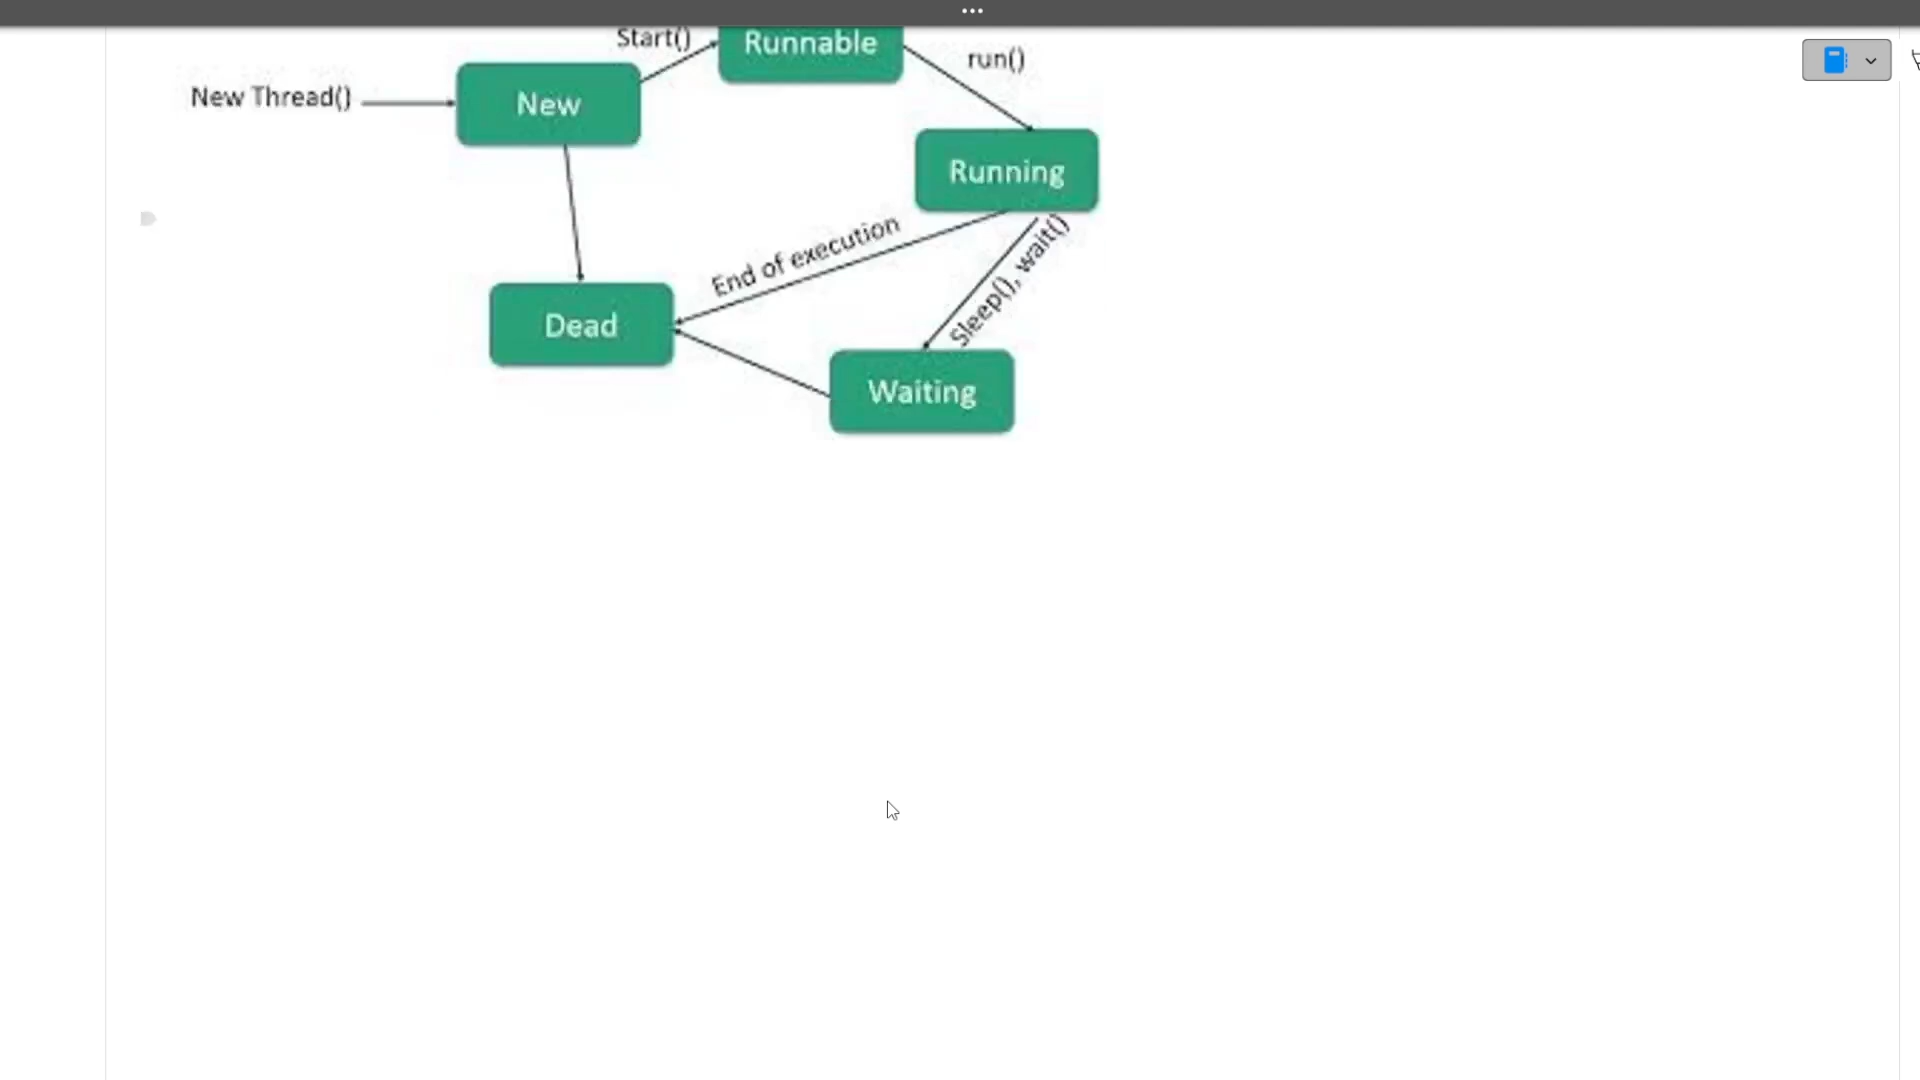 Start()
Runnable
run()
New Thread()
New
Running
End of execution
Sleep(), wait()
Dead
Waiting